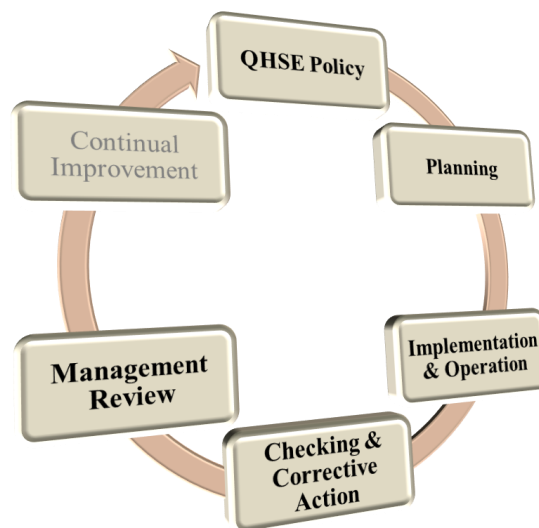 QHSE Policy
Planning
Implementation
& Operation
Checking &
Corrective
Action
Management
Review
Continual
Improvement